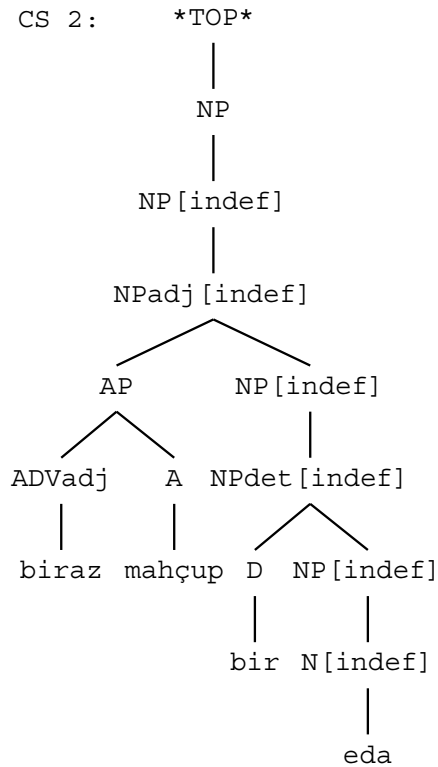 CS 2: *TOP*
NP
NP[indef]
NPadj[indef]
AP NP[indef]
ADVadj A NPdet[indef]
biraz mahçup D NP[indef]
bir N[indef]
eda